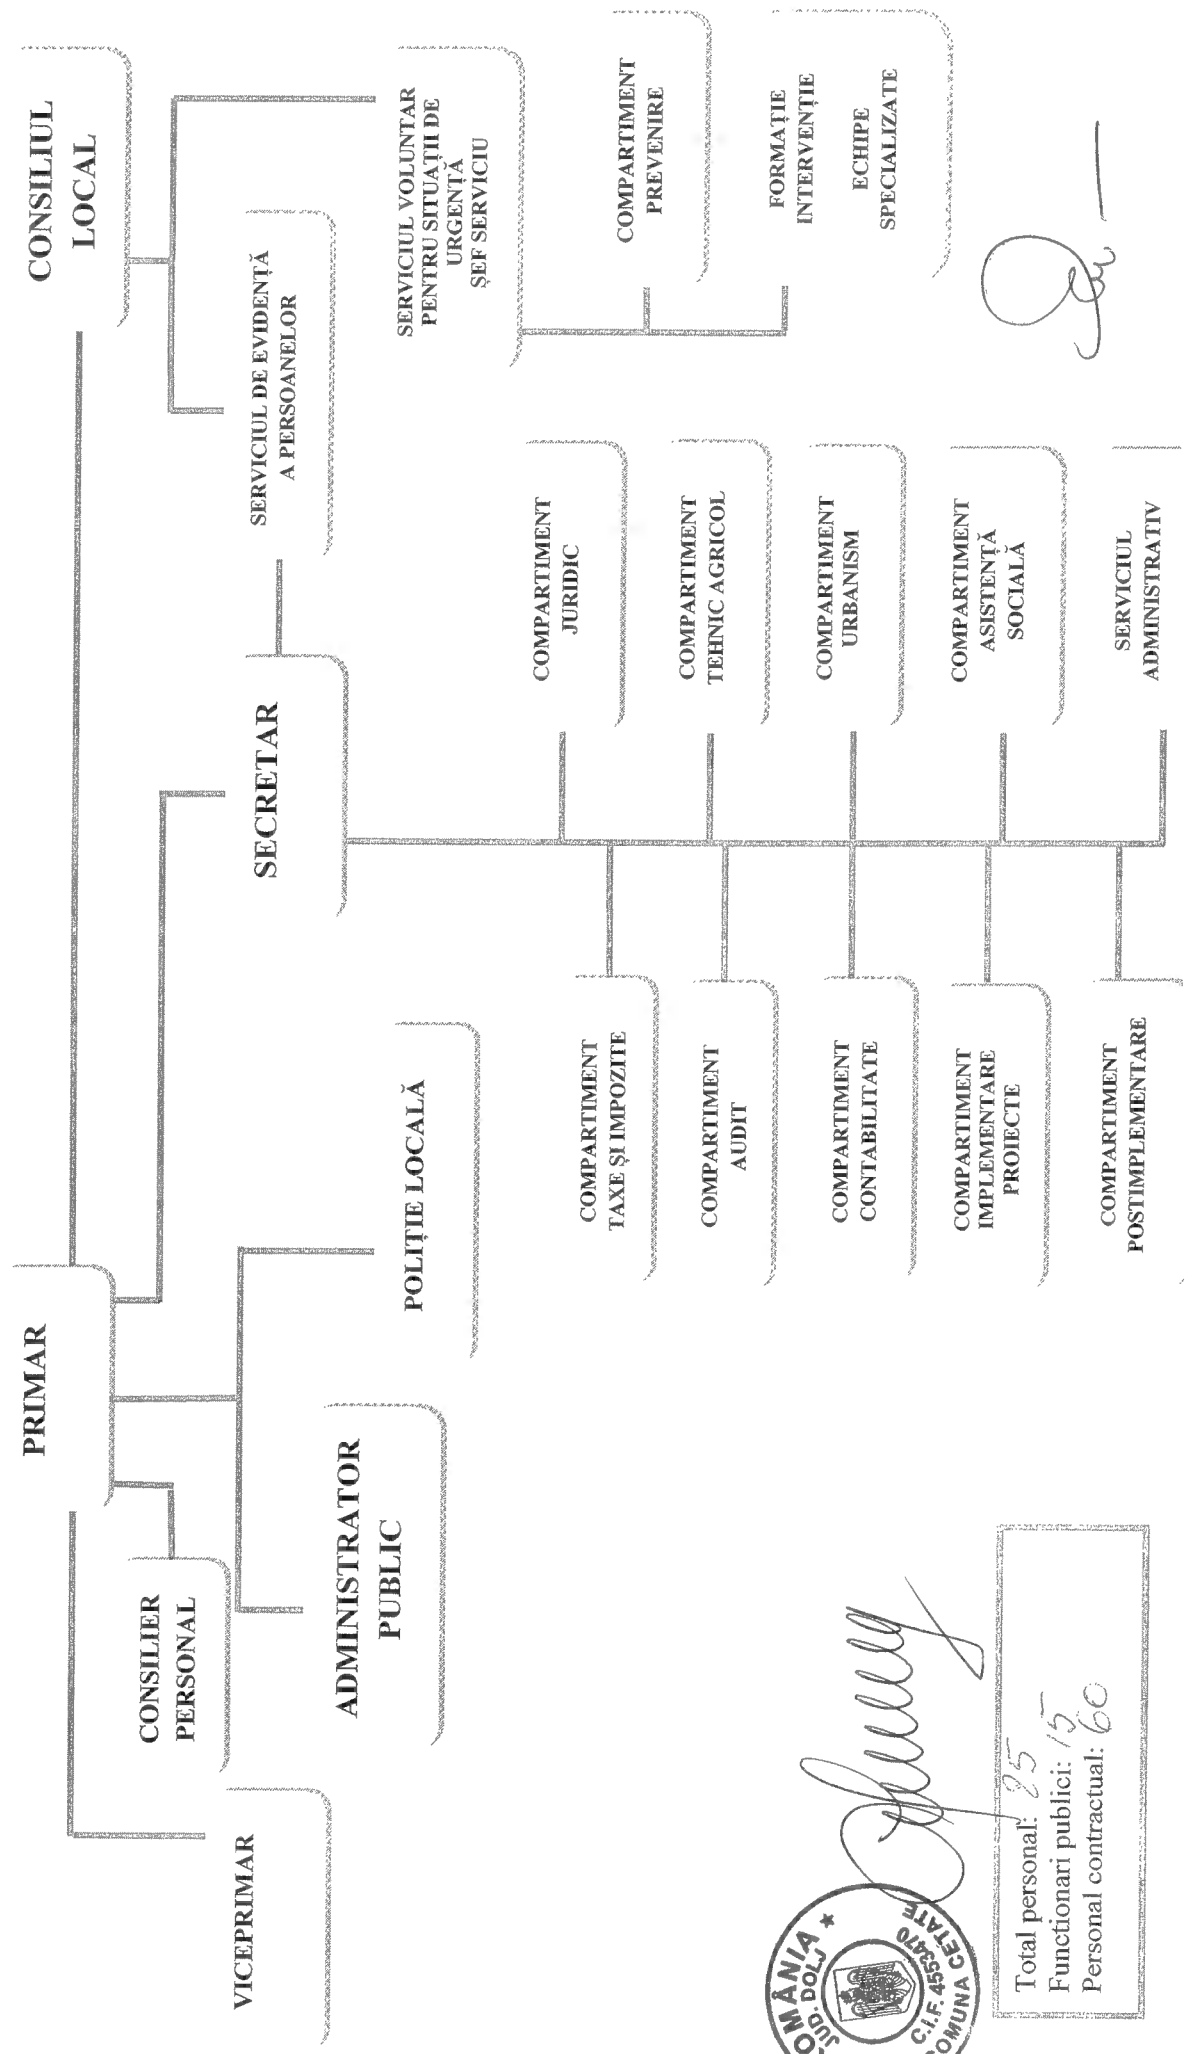 PRIMAR
CONSILIUL
LOCAL
VICEPRIMAR
CONSILIER
PERSONAL
ADMINISTRATOR
PUBLIC
POLIȚIE LOCALĂ
SECRETAR
SERVICIUL DE EVIDENȚĂ
A PERSOANELOR
SERVICIUL VOLUNTAR
PENTRU SITUAȚII DE
URGENȚĂ
ȘEF SERVICIU
COMPARTIMENT
PREVENIRE
FORMAȚIE
INTERVENȚIE
ECHIPE
SPECIALIZATE
COMPARTIMENT
TAXE ȘI IMPOZITE
COMPARTIMENT
AUDIT
COMPARTIMENT
CONTABILITATE
COMPARTIMENT
IMPLEMENTARE
PROIECTE
COMPARTIMENT
POSTIMPLEMENTARE
COMPARTIMENT
JURIDIC
COMPARTIMENT
TEHNIC AGRICOL
COMPARTIMENT
URBANISM
COMPARTIMENT
ASISTENȚĂ
SOCIALĂ
SERVICIUL
ADMINISTRATIV
OMÂNIA ★
JUD. DOLJ
C.I.F. 4553470
COMUNA CETATE
Total personal:
Functionari publici: 15
Personal contractual: 60